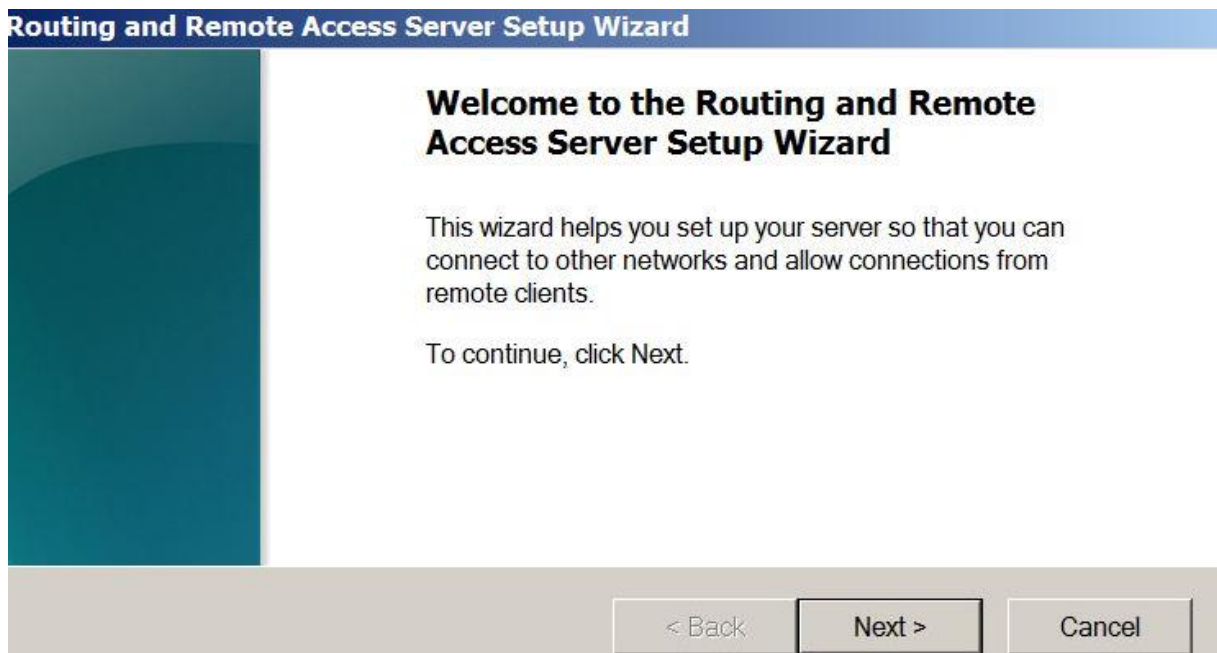 Routing and Remote Access Server Setup Wizard
Welcome to the Routing and Remote
Access Server Setup Wizard
This wizard helps you set up your server so that you can
connect to other networks and allow connections from
remote clients.
To continue, click Next.
< Back Next > Cancel